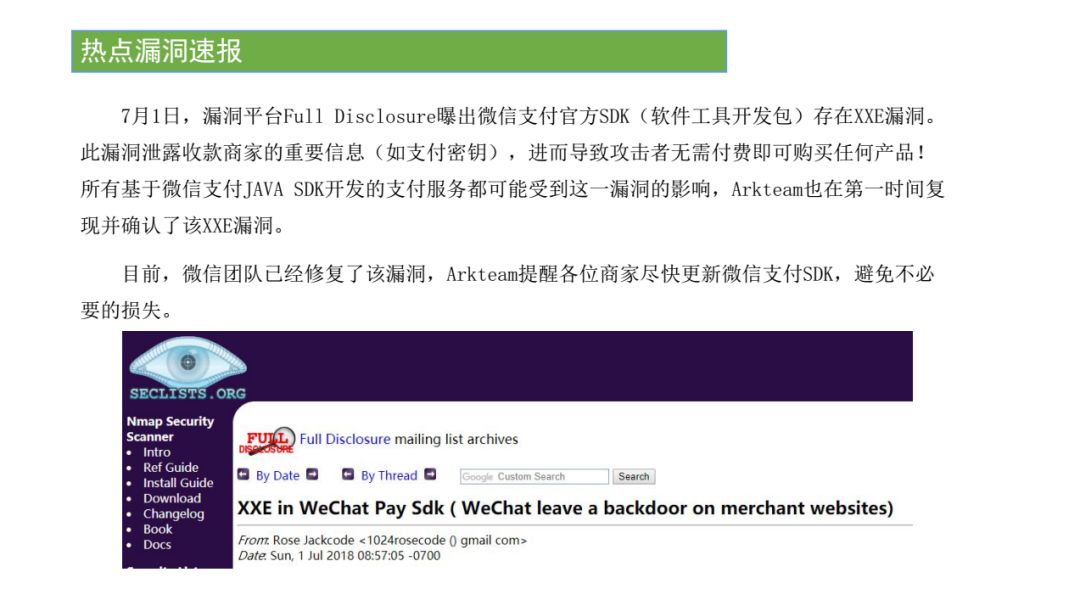 热点漏洞速报
7月1日，漏洞平台Full Disclosure曝出微信支付官方SDK（软件工具开发包）存在XXE漏洞。
此漏洞泄露收款商家的重要信息（如支付密钥），进而导致攻击者无需付费即可购买任何产品！
所有基于微信支付JAVA SDK开发的支付服务都可能受到这一漏洞的影响，Arkteam也在第一时间复
现并确认了该XXE漏洞。
目前，微信团队已经修复了该漏洞，Arkteam提醒各位商家尽快更新微信支付SDK，避免不必
要的损失。
SECLISTS.ORG
Nmap Security
Scanner
• Intro
• Ref Guide
• Install Guide
• Download
• Changelog
• Book
• Docs
FULL
DISCLOSURE
Full Disclosure mailing list archives
By Date By Thread Google Custom Search Search
XXE in WeChat Pay Sdk ( WeChat leave a backdoor on merchant websites)
From: Rose Jackcode <1024rosecode () gmail com>
Date: Sun, 1 Jul 2018 08:57:05 -0700